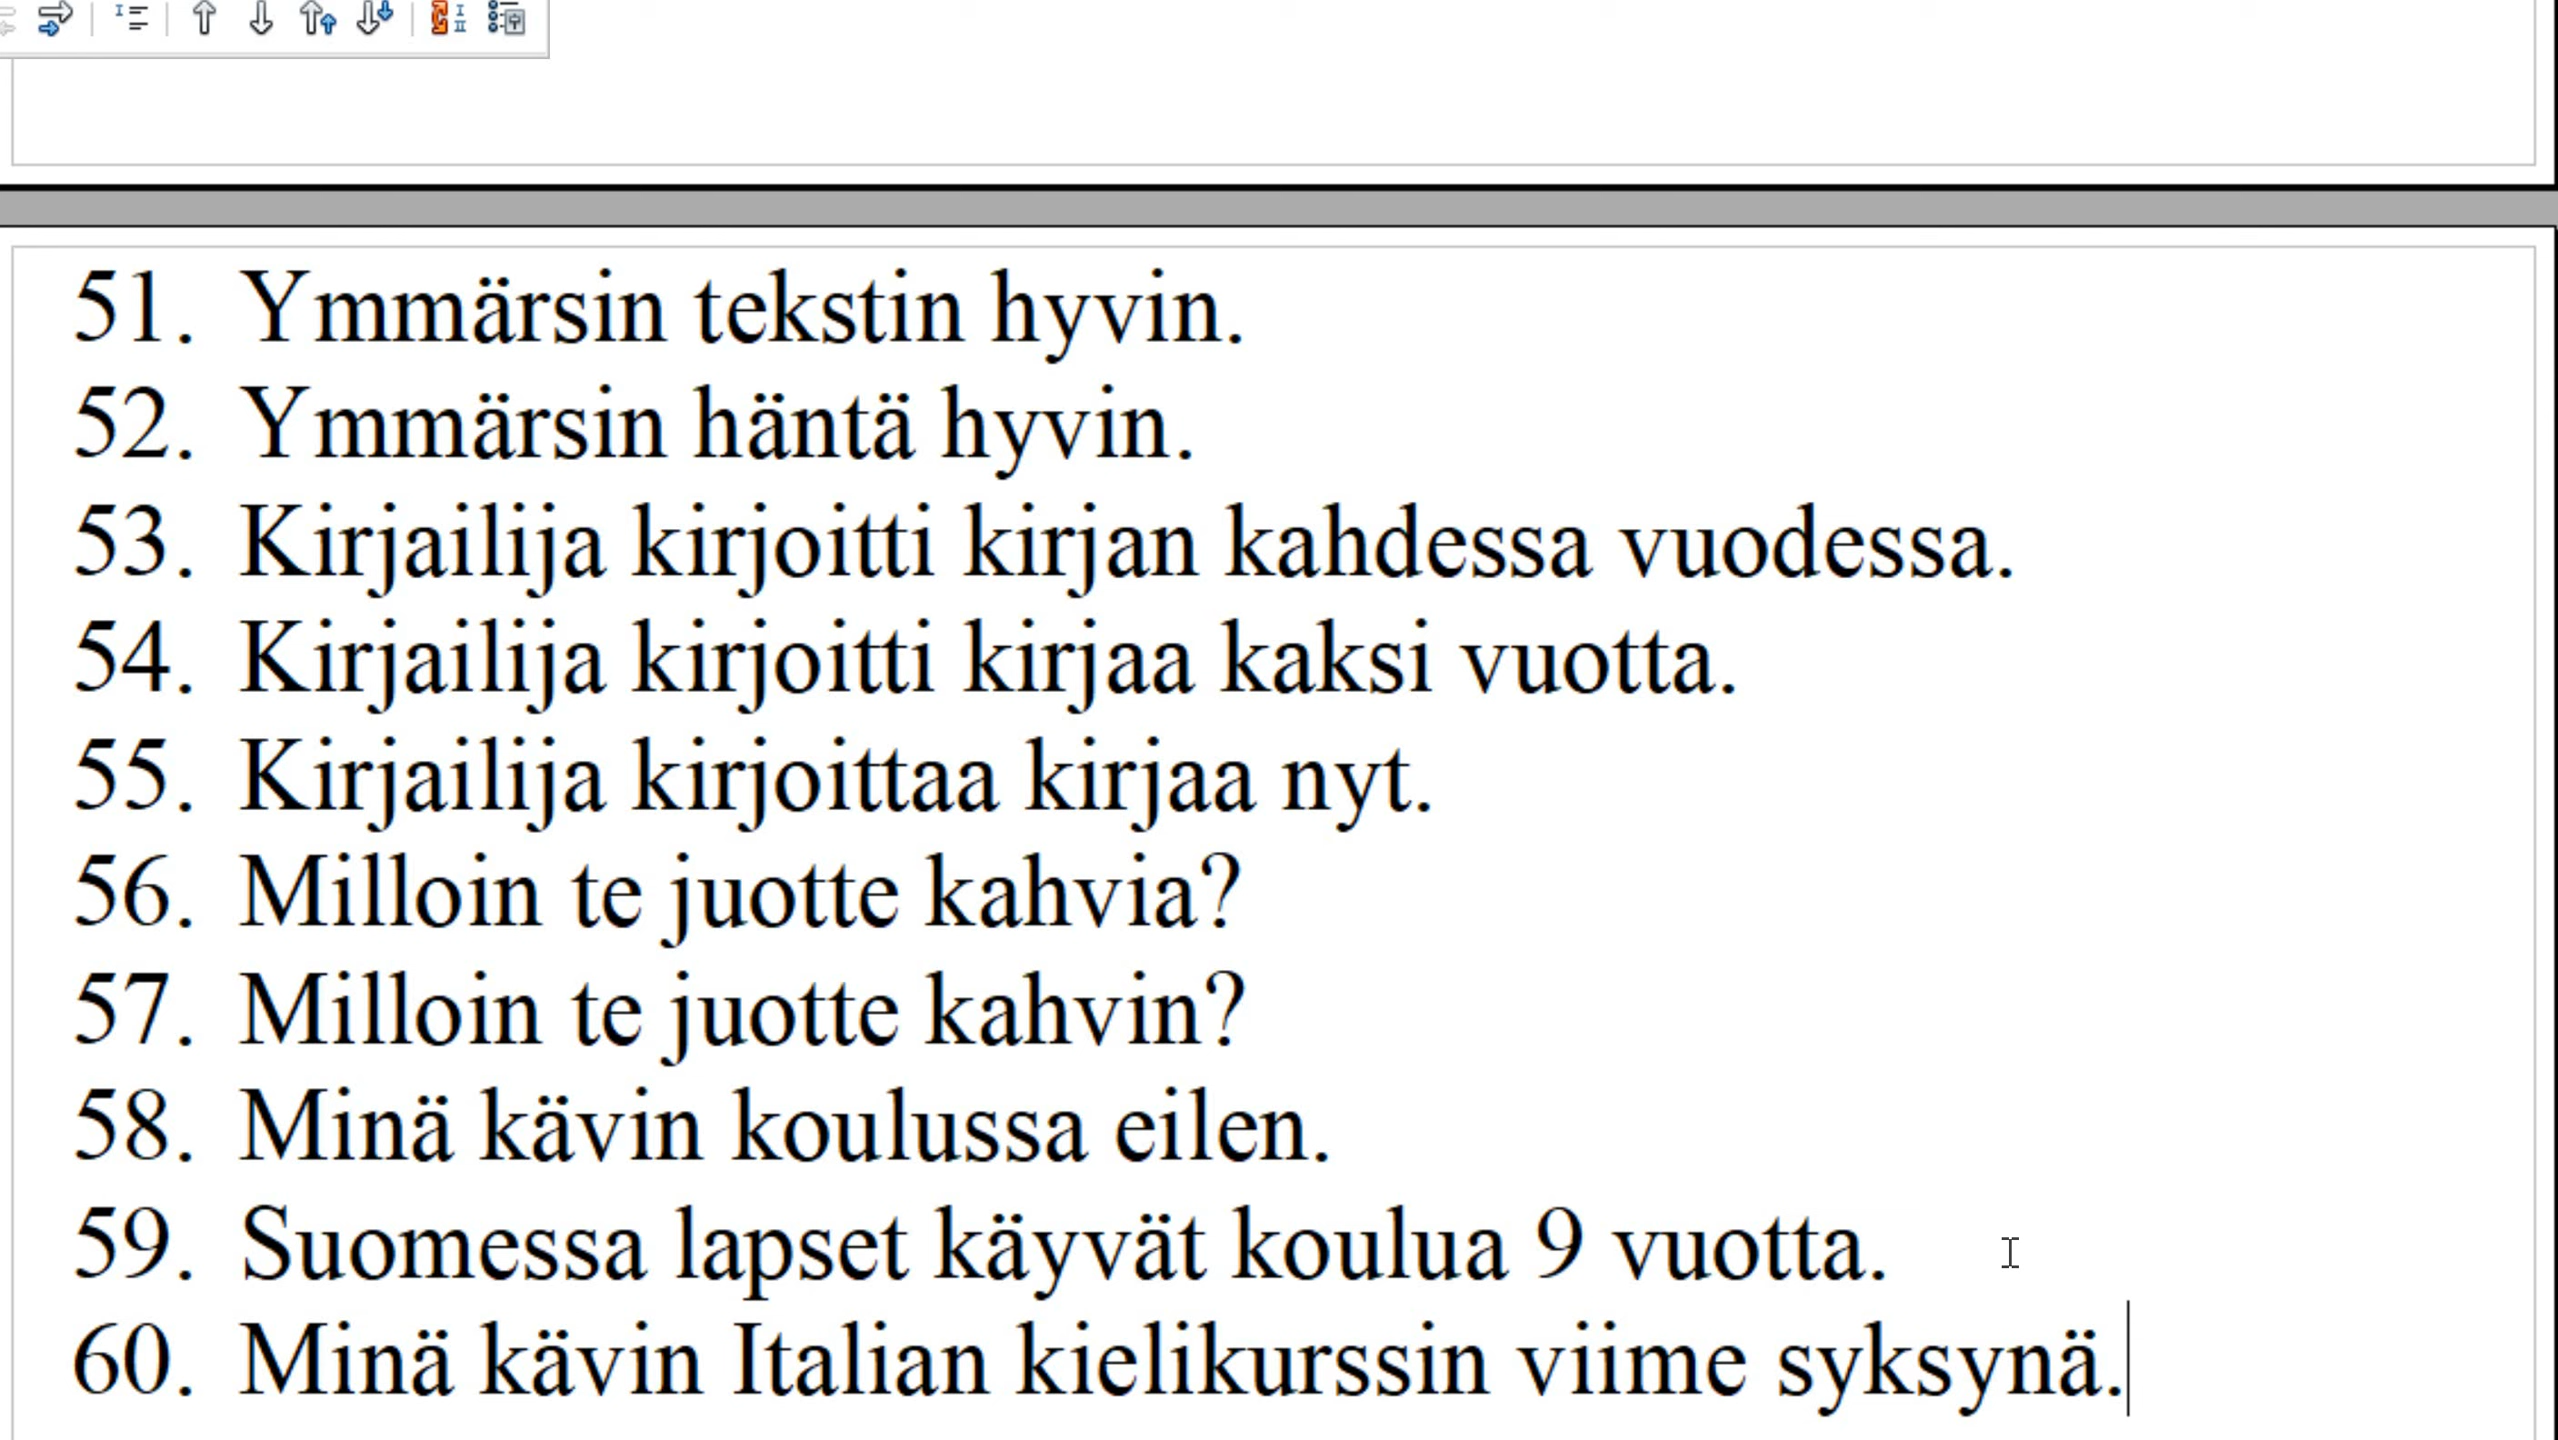 51. Ymmärsin tekstin hyvin.
52. Ymmärsin häntä hyvin.
53. Kirjailija kirjoitti kirjan kahdessa vuodessa.
54. Kirjailija kirjoitti kirjaa kaksi vuotta.
55. Kirjailija kirjoittaa kirjaa nyt.
56. Milloin te juotte kahvia?
57. Milloin te juotte kahvin?
58. Minä kävin koulussa eilen.
59. Suomessa lapset käyvät koulua 9 vuotta.
60. Minä kävin Italian kielikurssin viime syksynä.